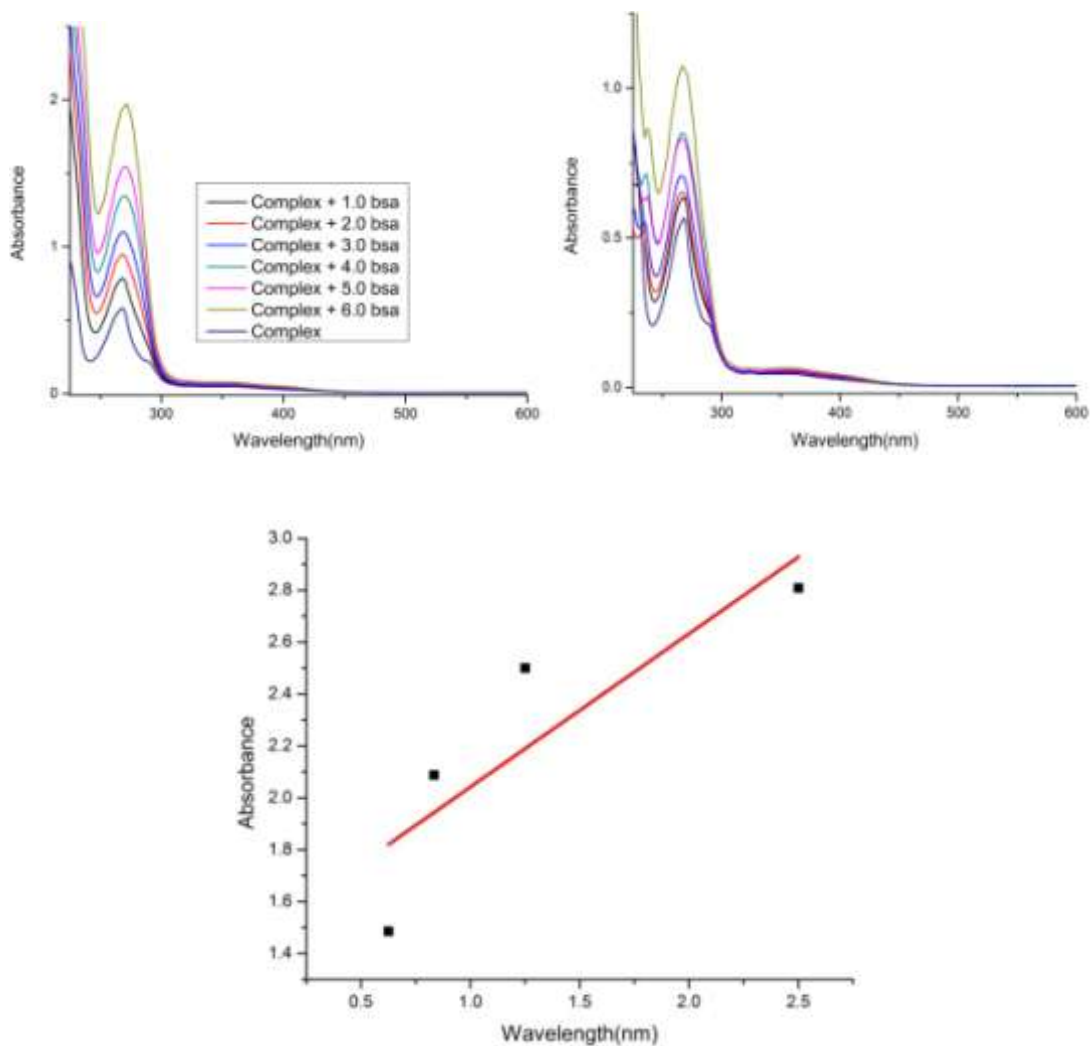 2
1
0
Absorbance
300
400
500
600
Wavelength(nm)
Complex + 1.0 bsa
Complex + 2.0 bsa
Complex + 3.0 bsa
Complex + 4.0 bsa
Complex + 5.0 bsa
Complex + 6.0 bsa
Complex
1.0
0.5
0.0
Absorbance
300
400
500
600
Wavelength(nm)
3.0
2.8
2.6
2.4
2.2
2.0
1.8
1.6
1.4
Absorbance
0.5
1.0
1.5
2.0
2.5
Wavelength(nm)